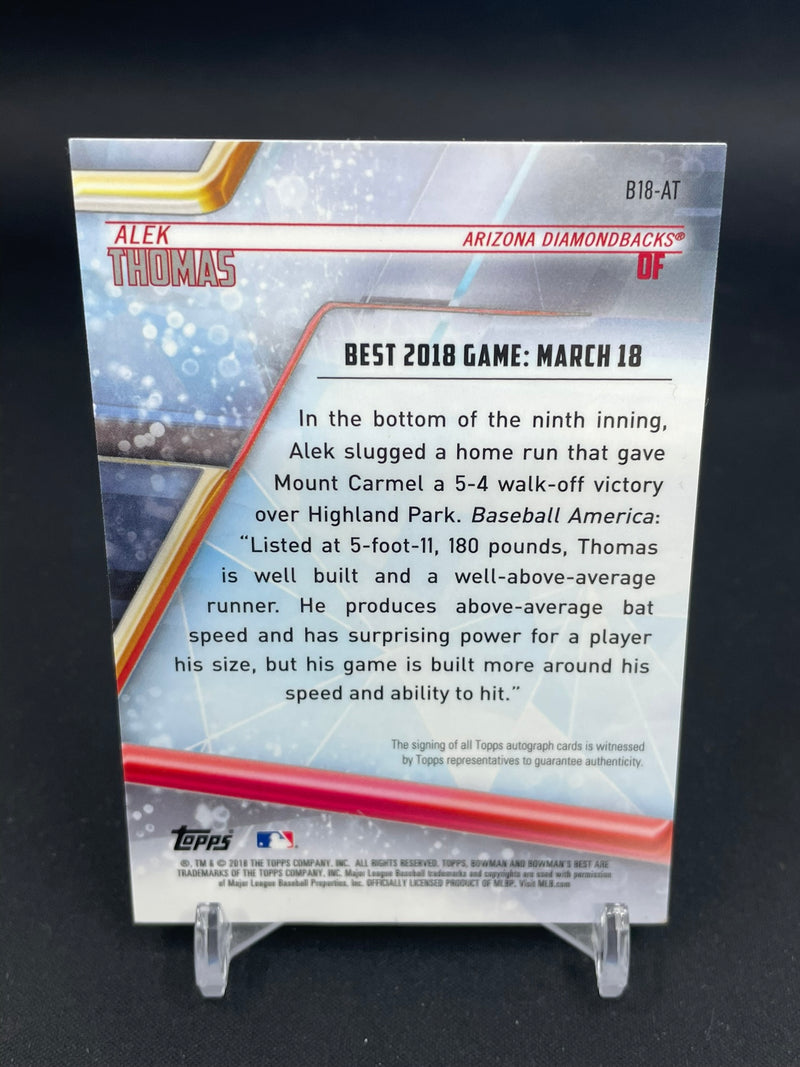 B18-AT
ALEK
ARIZONA DIAMONDBACKS®
THOMAS
OF
BEST 2018 GAME: MARCH 18
In the bottom of the ninth inning,
Alek slugged a home run that gave
Mount Carmel a 5-4 walk-off victory
over Highland Park. Baseball America:
“Listed at 5-foot-11, 180 pounds, Thomas
is well built and a well-above-average
runner. He produces above-average bat
speed and has surprising power for a player
his size, but his game is built more around his
speed and ability to hit.”
The signing of all Topps autograph cards is witnessed
by Topps representatives to guarantee authenticity.
Topps
®, TM & © 2018 THE TOPPS COMPANY, INC. ALL RIGHTS RESERVED. TOPPS, BOWMAN AND BOWMAN'S BEST ARE
TRADEMARKS OF THE TOPPS COMPANY, INC. Major League Baseball trademarks and copyrights are used with permission
of Major League Baseball Properties, Inc. OFFICIALLY LICENSED PRODUCT OF MLBP. Visit MLB.com